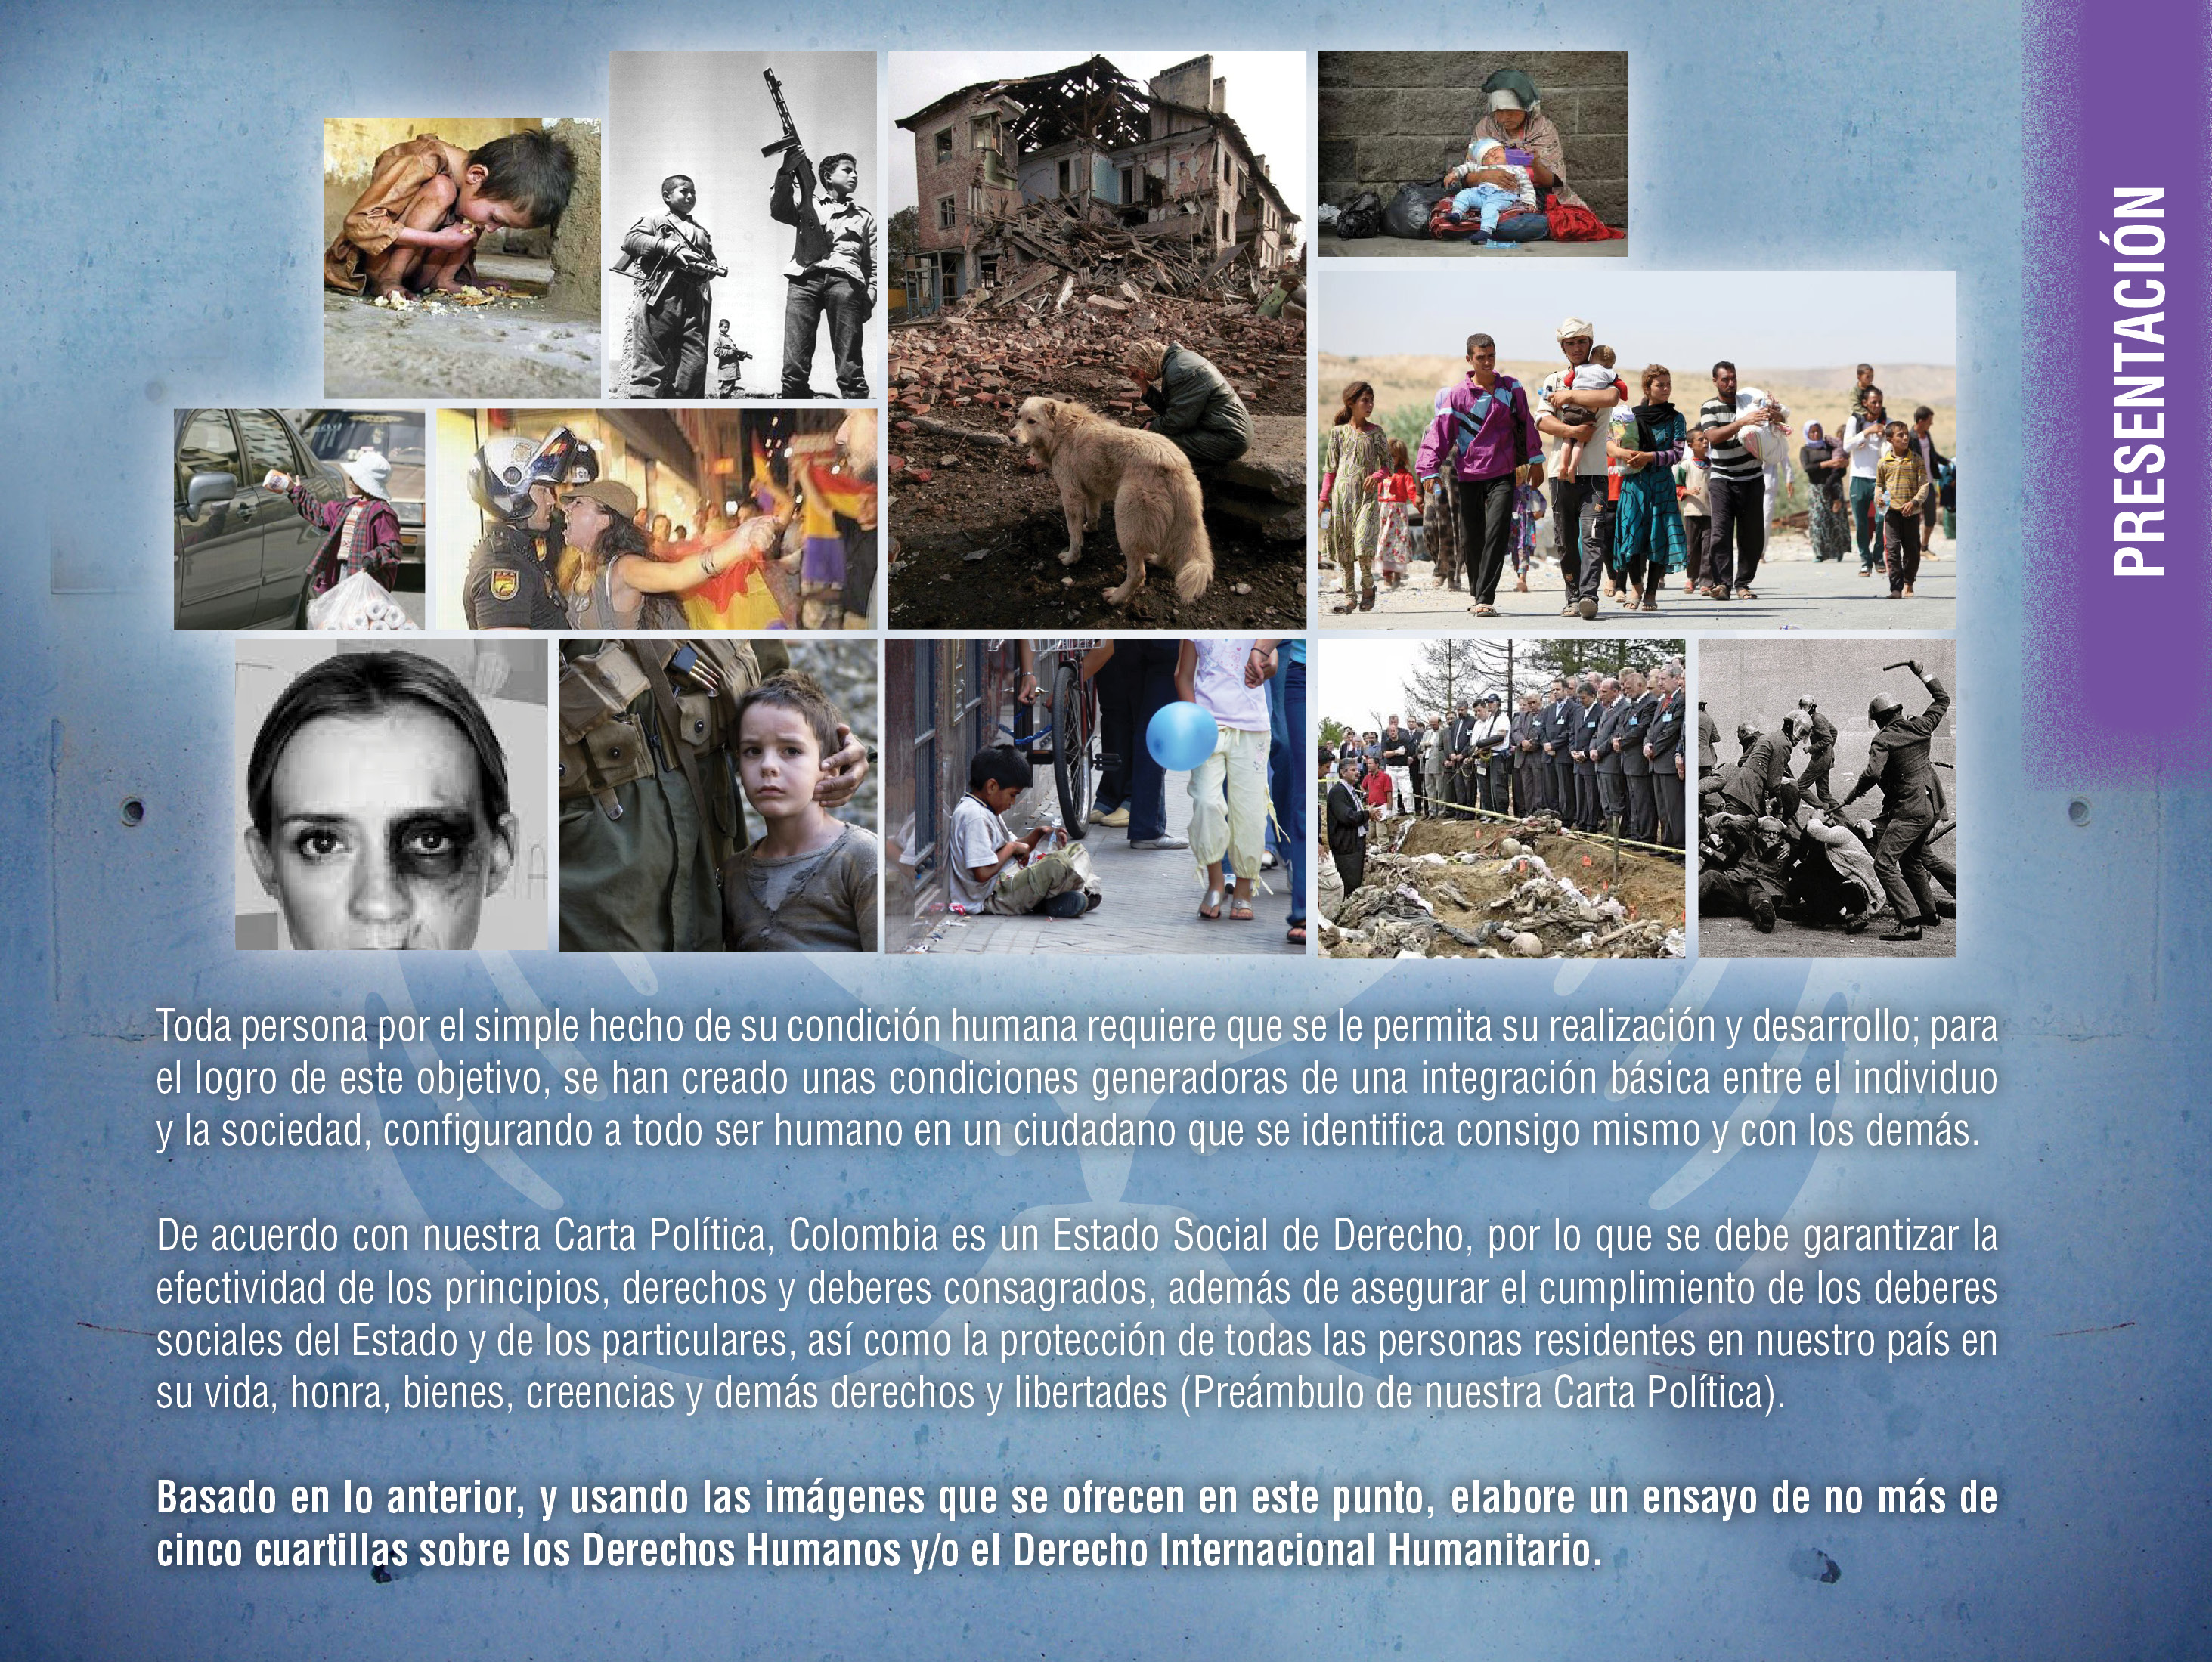 PRESENTACIÓN
Toda persona por el simple hecho de su condición humana requiere que se le permita su realización y desarrollo; para
el logro de este objetivo, se han creado unas condiciones generadoras de una integración básica entre el individuo
y la sociedad, configurando a todo ser humano en un ciudadano que se identifica consigo mismo y con los demás.
De acuerdo con nuestra Carta Política, Colombia es un Estado Social de Derecho, por lo que se debe garantizar la
efectividad de los principios, derechos y deberes consagrados, además de asegurar el cumplimiento de los deberes
sociales del Estado y de los particulares, así como la protección de todas las personas residentes en nuestro país en
su vida, honra, bienes, creencias y demás derechos y libertades (Preámbulo de nuestra Carta Política).
Basado en lo anterior, y usando las imágenes que se ofrecen en este punto, elabore un ensayo de no más de
cinco cuartillas sobre los Derechos Humanos y/o el Derecho Internacional Humanitario.